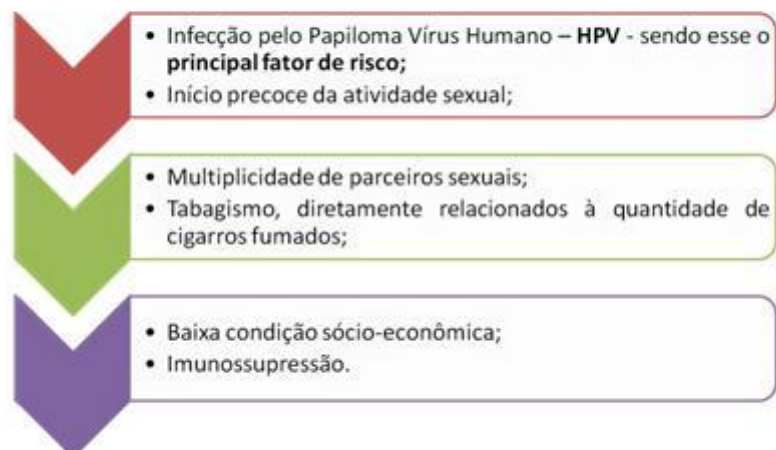 • Infecção pelo Papiloma Vírus Humano – HPV - sendo esse o
principal fator de risco;
• Início precoce da atividade sexual;
• Multiplicidade de parceiros sexuais;
• Tabagismo, diretamente relacionados à quantidade de
cigarros fumados;
• Baixa condição sócio-econômica;
• Imunossupressão.